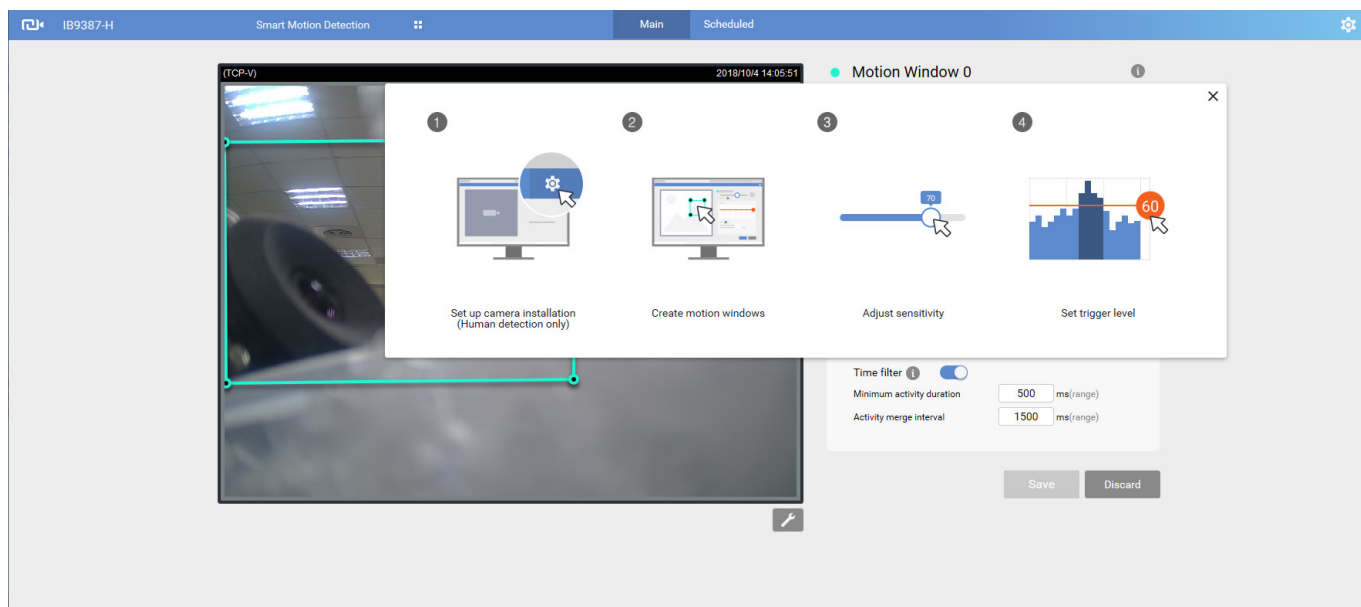 IB9387-H
Smart Motion Detection
Main
Scheduled
(TCP-V)
2018/10/4 14:05:51
Motion Window 0
1
2
3
4
70
60
Set up camera installation
(Human detection only)
Create motion windows
Adjust sensitivity
Set trigger level
Time filter
Minimum activity duration
500
ms(range)
Activity merge interval
1500
ms(range)
Save
Discard